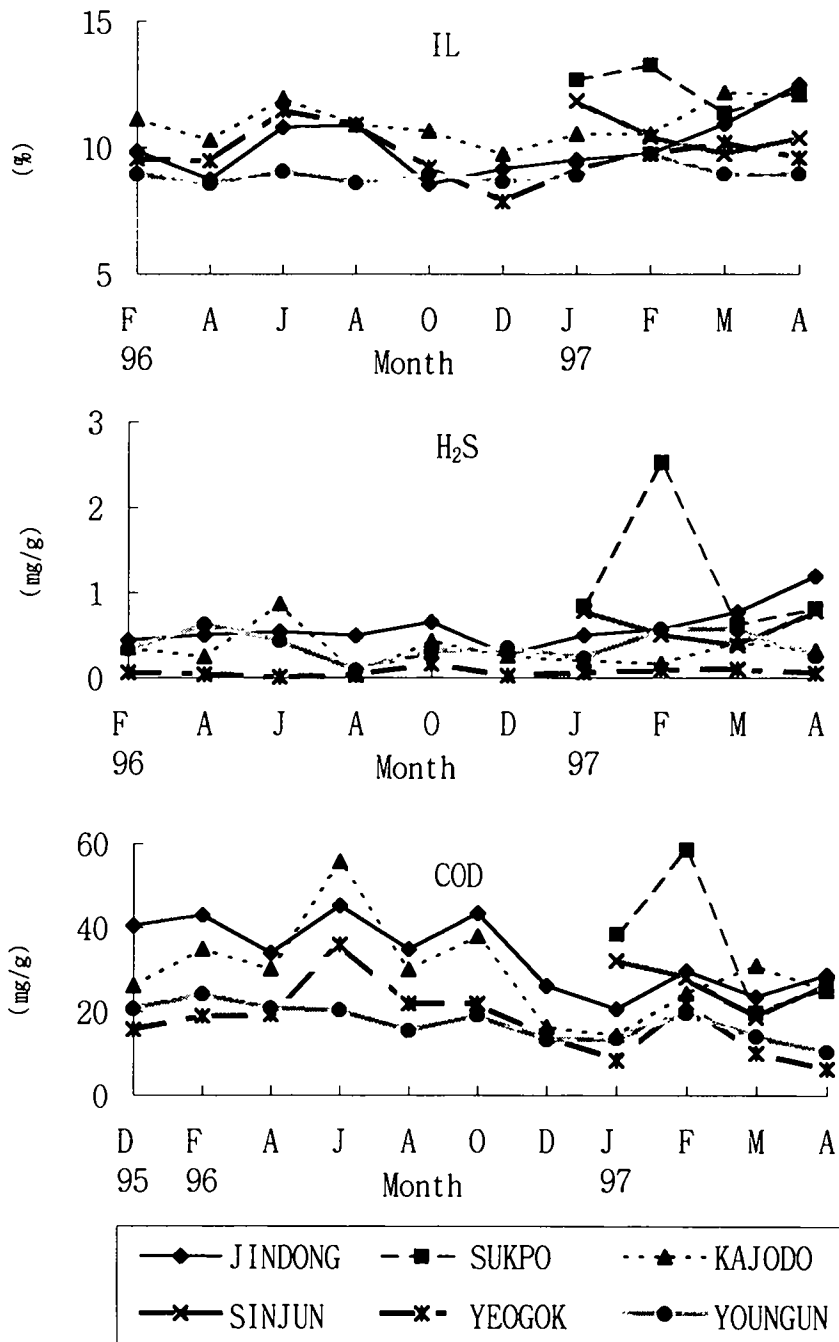 IL
15
10
5
(%)
F A J A O D J F M A
96 Month 97
H₂S
3
2
1
0
(mg/g)
F A J A O D J F M A
96 Month 97
COD
60
40
20
0
(mg/g)
D F A J A O D J F M A
95 96 Month 97
JINDONG SUKPO KAJODO
SINJUN YEOGOK YOUNGUN